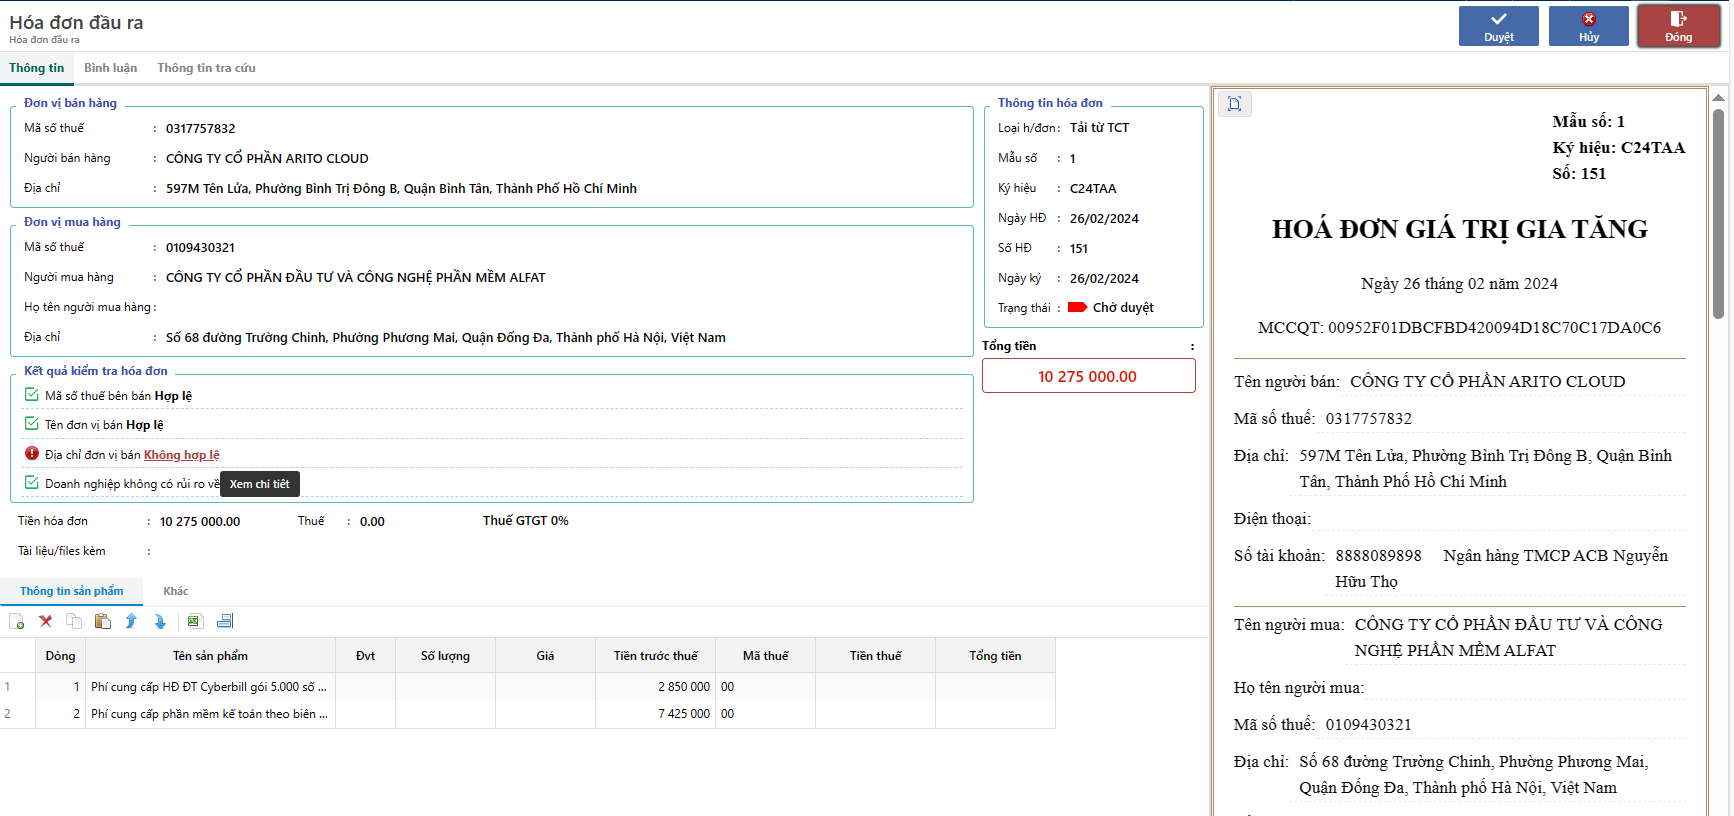 Hóa đơn đầu ra
Hóa đơn đầu ra
Duyệt
Hủy
Đóng
Thông tin
Bình luận
Thông tin tra cứu
Đơn vị bán hàng
Mã số thuế : 0317757832
Người bán hàng : CÔNG TY CỔ PHẦN ARITO CLOUD
Địa chỉ : 597M Tên Lửa, Phường Bình Trị Đông B, Quận Bình Tân, Thành Phố Hồ Chí Minh
Đơn vị mua hàng
Mã số thuế : 0109430321
Người mua hàng : CÔNG TY CỔ PHẦN ĐẦU TƯ VÀ CÔNG NGHỆ PHẦN MỀM ALFAT
Họ tên người mua hàng :
Địa chỉ : Số 68 đường Trường Chinh, Phường Phương Mai, Quận Đống Đa, Thành phố Hà Nội, Việt Nam
Kết quả kiểm tra hóa đơn
Mã số thuế bên bán Hợp lệ
Tên đơn vị bán Hợp lệ
Địa chỉ đơn vị bán Không hợp lệ
Doanh nghiệp không có rủi ro về
Xem chi tiết
Tiền hóa đơn : 10 275 000.00 Thuế : 0.00 Thuế GTGT 0%
Tài liệu/files kèm :
Thông tin hóa đơn
Loại h/đơn : Tải từ TCT
Mẫu số : 1
Ký hiệu : C24TAA
Ngày HĐ : 26/02/2024
Số HĐ : 151
Ngày ký : 26/02/2024
Trạng thái : Chờ duyệt
Tổng tiền :
10 275 000.00
Thông tin sản phẩm
Khác
Dòng Tên sản phẩm Đvt Số lượng Giá Tiền trước thuế Mã thuế Tiền thuế Tổng tiền
1 1 Phí cung cấp HĐ ĐT Cyberbill gói 5.000 số ... 2 850 000 00
2 2 Phí cung cấp phần mềm kế toán theo biên ... 7 425 000 00
Mẫu số: 1
Ký hiệu: C24TAA
Số: 151
HOÁ ĐƠN GIÁ TRỊ GIA TĂNG
Ngày 26 tháng 02 năm 2024
MCCQT: 00952F01DBCFBD420094D18C70C17DA0C6
Tên người bán: CÔNG TY CỔ PHẦN ARITO CLOUD
Mã số thuế: 0317757832
Địa chỉ: 597M Tên Lửa, Phường Bình Trị Đông B, Quận Bình
Tân, Thành Phố Hồ Chí Minh
Điện thoại:
Số tài khoản: 8888089898 Ngân hàng TMCP ACB Nguyễn
Hữu Thọ
Tên người mua: CÔNG TY CỔ PHẦN ĐẦU TƯ VÀ CÔNG
NGHỆ PHẦN MỀM ALFAT
Họ tên người mua:
Mã số thuế: 0109430321
Địa chỉ: Số 68 đường Trường Chinh, Phường Phương Mai,
Quận Đống Đa, Thành phố Hà Nội, Việt Nam